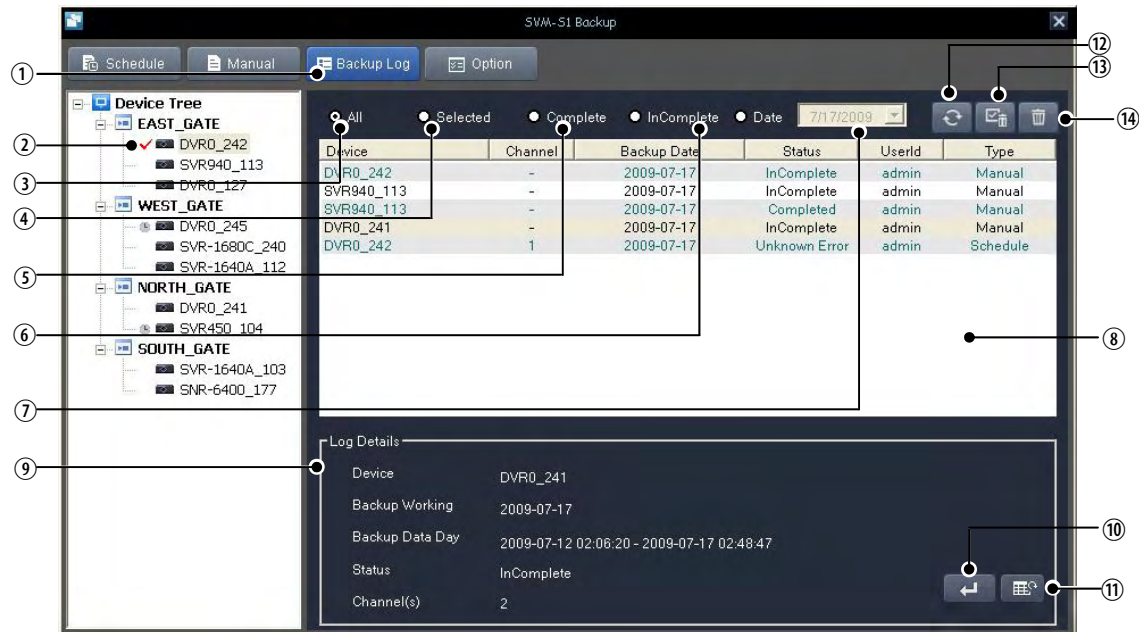 SVM-S1 Backup
Schedule Manual Backup Log Option
① ② ③ ④ ⑤ ⑥ ⑦ ⑧ ⑨ ⑩ ⑪ ⑫ ⑬ ⑭
Device Tree
EAST_GATE
DVR0_242
SVR940_113
DVR0_127
WEST_GATE
DVR0_245
SVR-1680C_240
SVR-1640A_112
NORTH_GATE
DVR0_241
SVR450_104
SOUTH_GATE
SVR-1640A_103
SNR-6400_177
All Selected Complete InComplete Date 7/17/2009
Device Channel Backup Date Status UserId Type
DVR0_242 - 2009-07-17 InComplete admin Manual
SVR940_113 - 2009-07-17 InComplete admin Manual
SVR940_113 - 2009-07-17 Completed admin Manual
DVR0_241 - 2009-07-17 InComplete admin Manual
DVR0_242 1 2009-07-17 Unknown Error admin Schedule
Log Details
Device DVR0_241
Backup Working 2009-07-17
Backup Data Day 2009-07-12 02:06:20 - 2009-07-17 02:48:47
Status InComplete
Channel(s) 2